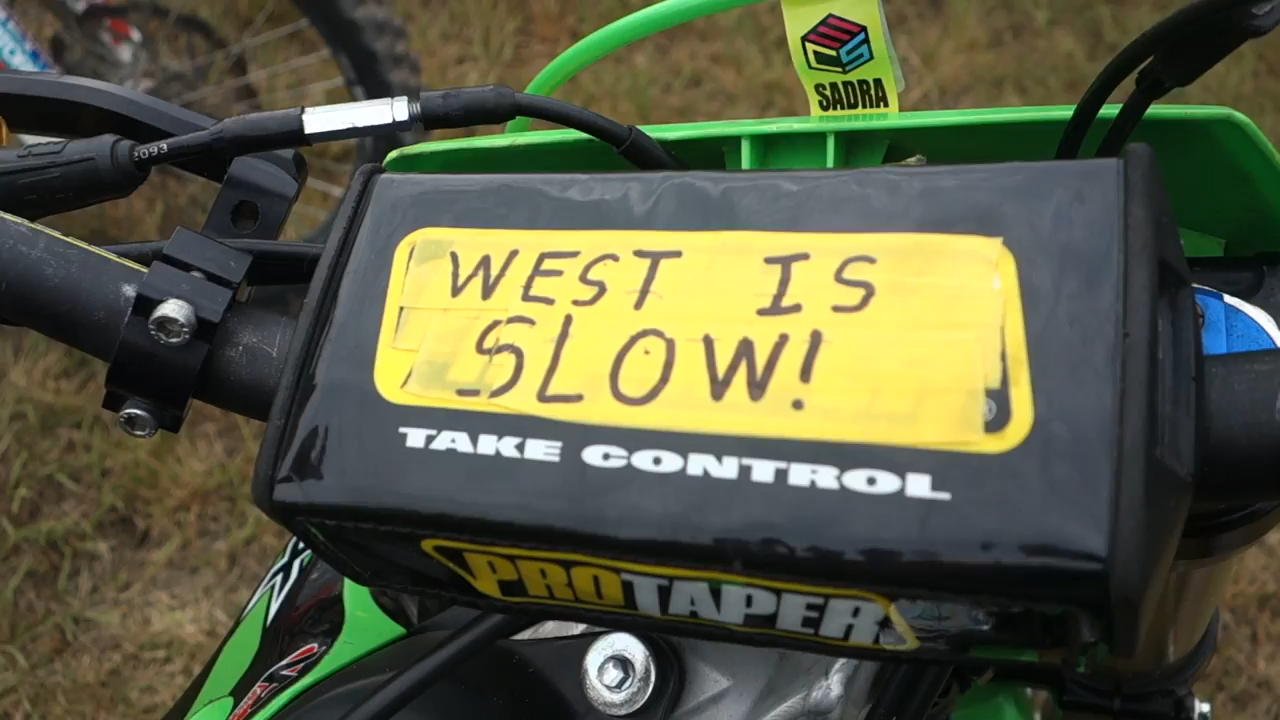 SADRA
2093
WEST IS
SLOW!
TAKE CONTROL
PROTAPER